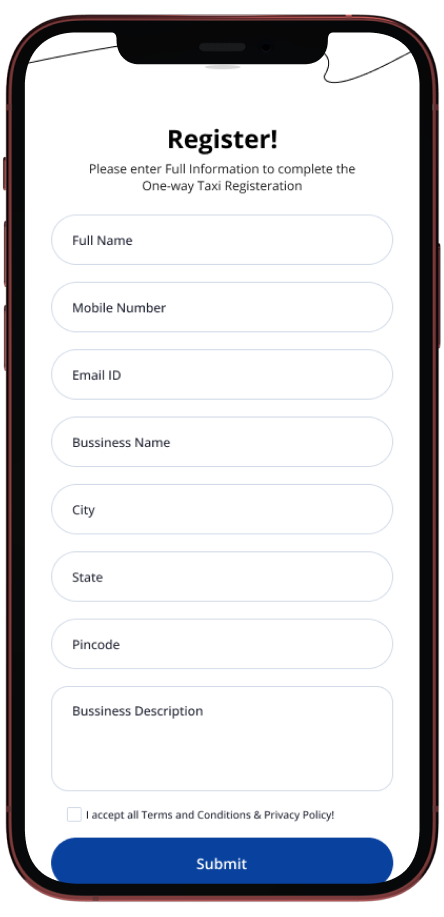 Register!
Please enter Full Information to complete the
One-way Taxi Registeration
Full Name
Mobile Number
Email ID
Bussiness Name
City
State
Pincode
Bussiness Description
I accept all Terms and Conditions & Privacy Policy!
Submit